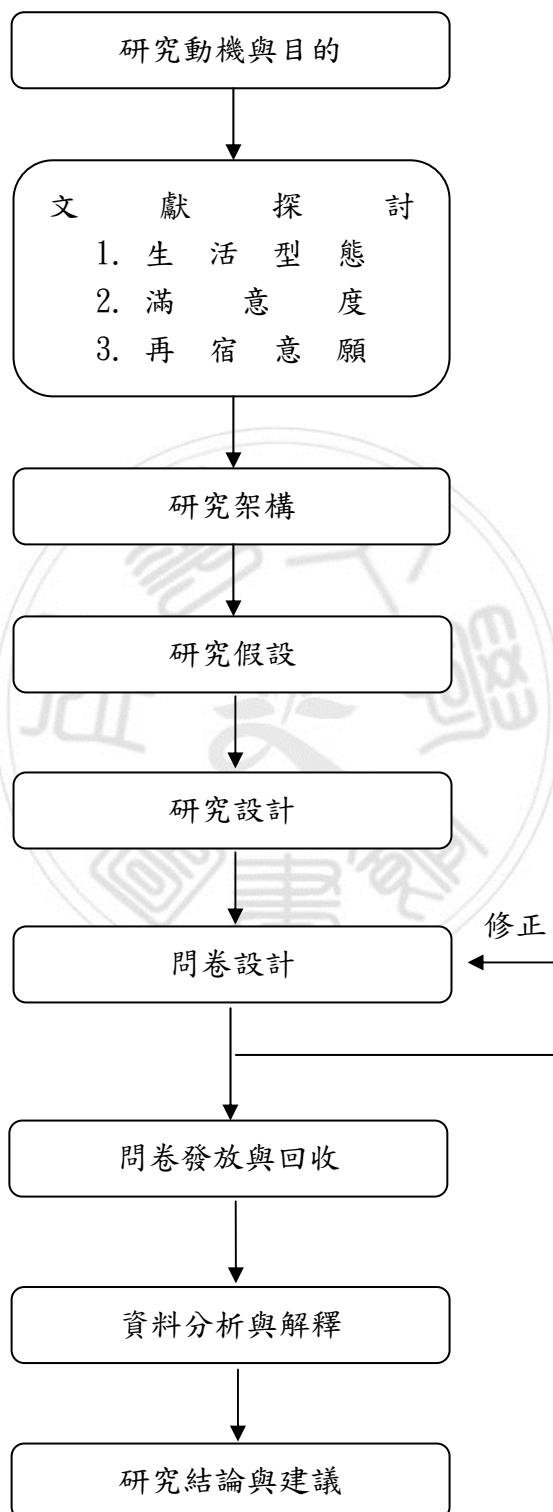 研究動機與目的
文獻探討
1. 生活型態
2. 滿意度
3. 再宿意願
研究架構
研究假設
研究設計
修正
問卷設計
問卷發放與回收
資料分析與解釋
研究結論與建議